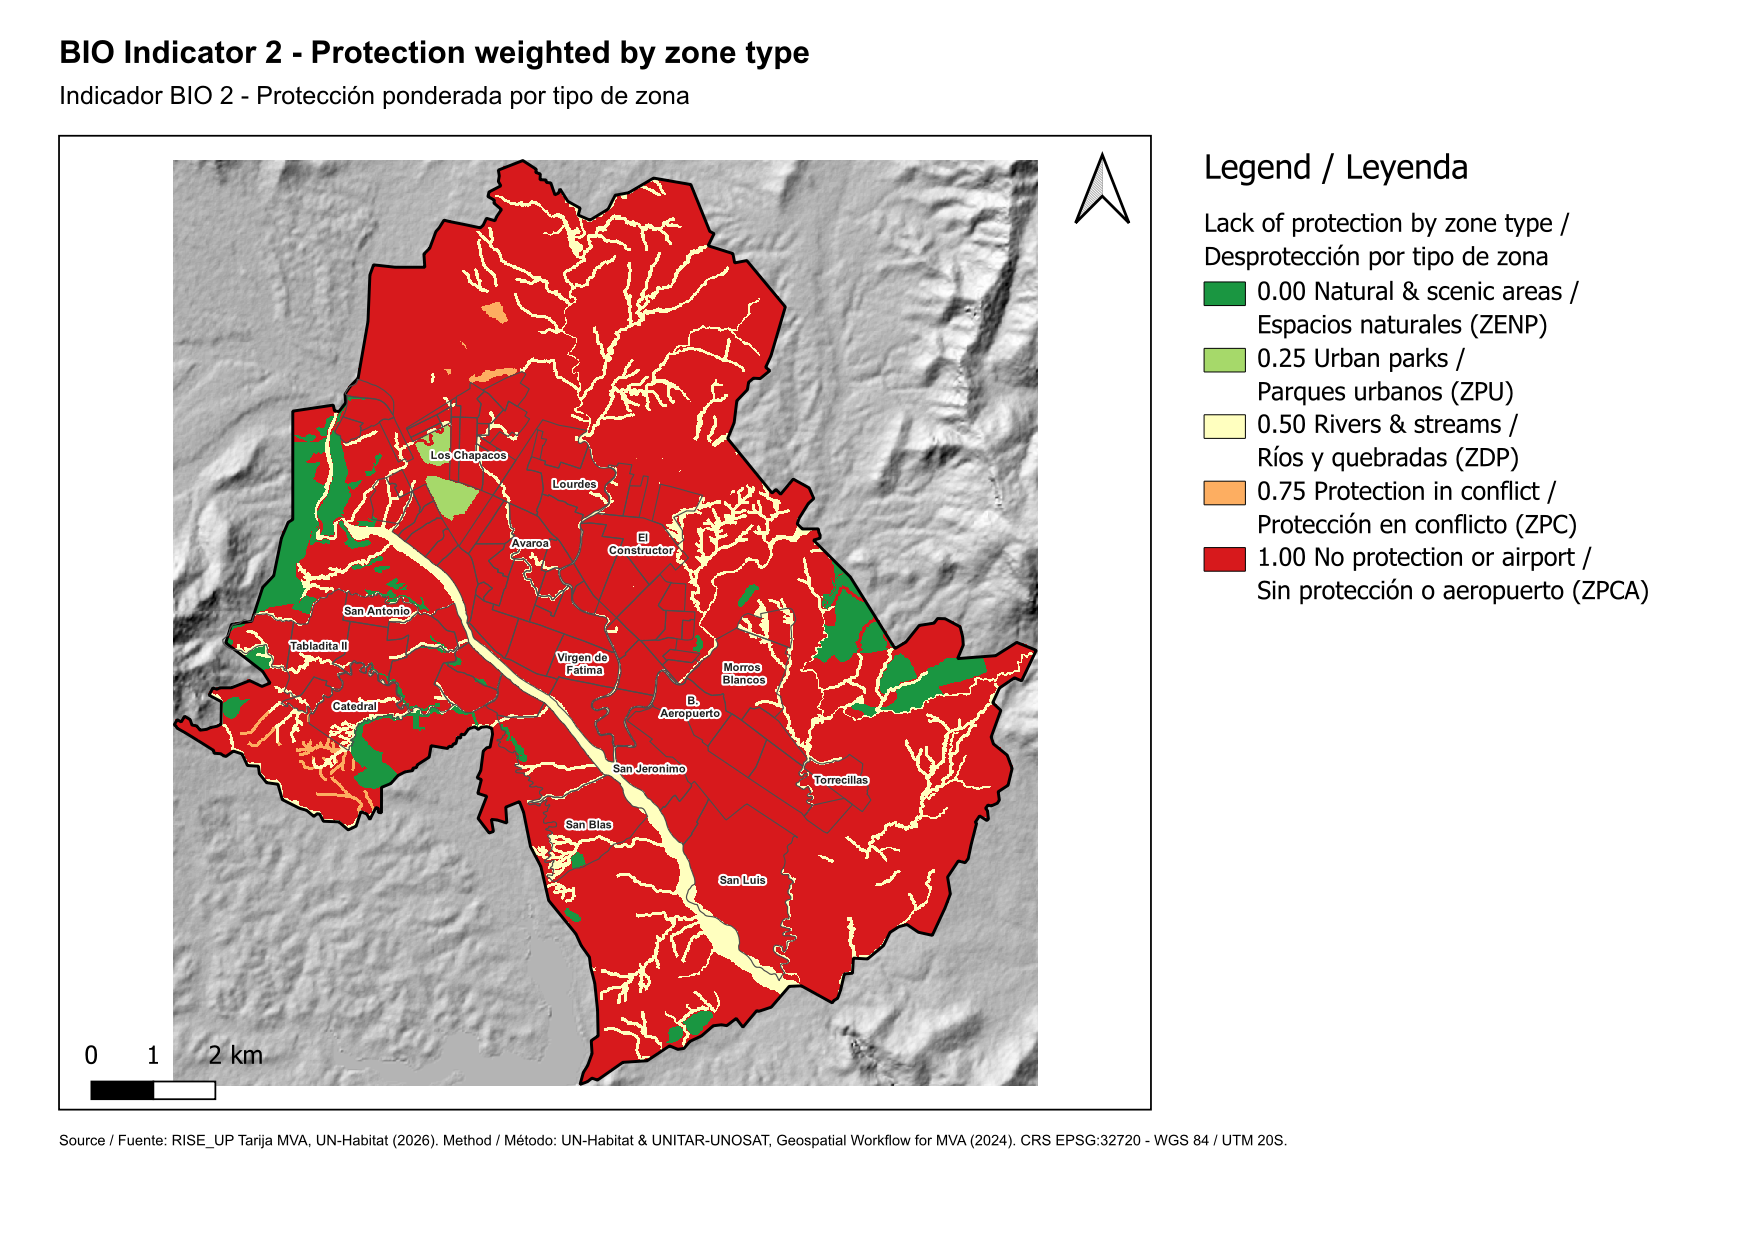 BIO Indicator 2 - Protection weighted by zone type
Indicador BIO 2 - Protección ponderada por tipo de zona
Legend / Leyenda
Lack of protection by zone type /
Desprotección por tipo de zona
0.00 Natural & scenic areas /
Espacios naturales (ZENP)
0.25 Urban parks /
Parques urbanos (ZPU)
0.50 Rivers & streams /
Ríos y quebradas (ZDP)
0.75 Protection in conflict /
Protección en conflicto (ZPC)
1.00 No protection or airport /
Sin protección o aeropuerto (ZPCA)
Los Chapacos
Lourdes
Avaroa
El
Constructor
San Antonio
Tabladita II
Virgen de
Fatima
Morros
Blancos
Catedral
B.
Aeropuerto
San Jeronimo
Torrecillas
San Blas
San Luis
0 1 2 km
Source / Fuente: RISE_UP Tarija MVA, UN-Habitat (2026). Method / Método: UN-Habitat & UNITAR-UNOSAT, Geospatial Workflow for MVA (2024). CRS EPSG:32720 - WGS 84 / UTM 20S.